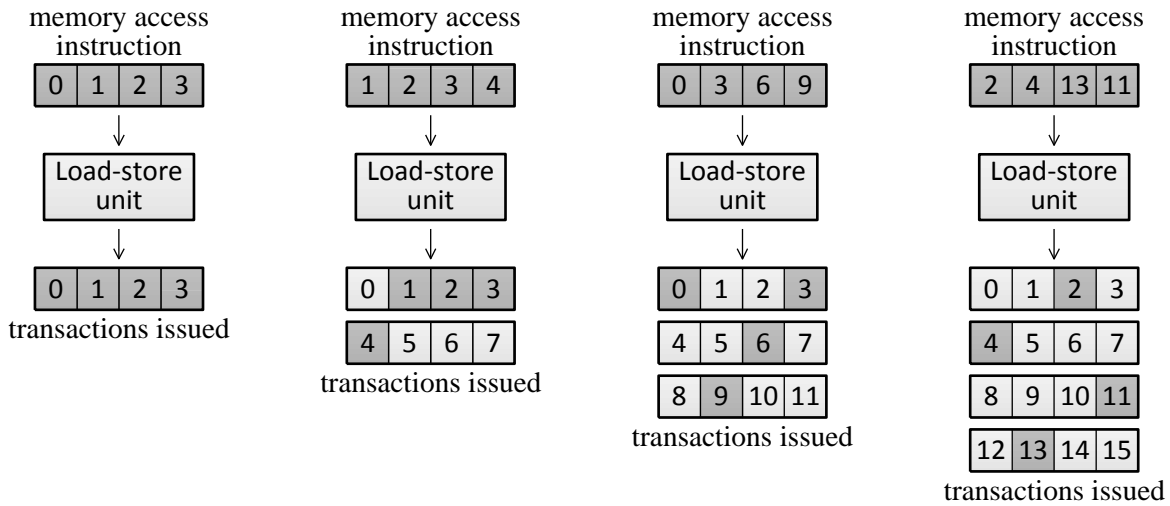 memory access
instruction
0 1 2 3
Load-store
unit
0 1 2 3
transactions issued
memory access
instruction
1 2 3 4
Load-store
unit
0 1 2 3
4 5 6 7
transactions issued
memory access
instruction
0 3 6 9
Load-store
unit
0 1 2 3
4 5 6 7
8 9 10 11
transactions issued
memory access
instruction
2 4 13 11
Load-store
unit
0 1 2 3
4 5 6 7
8 9 10 11
12 13 14 15
transactions issued